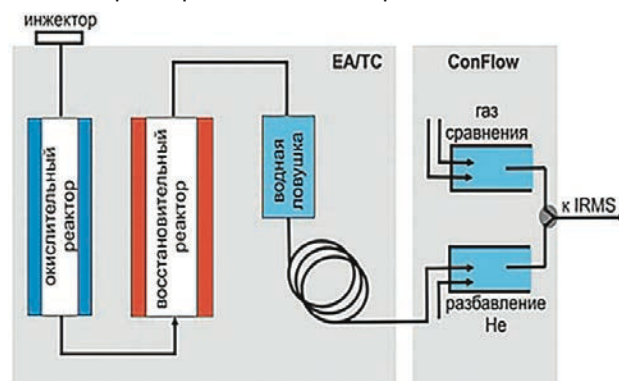 инжектор
EA/TC
ConFlow
окислительный
реактор
восстановительный
реактор
водная
ловушка
газ
сравнения
к IRMS
разбавление
He